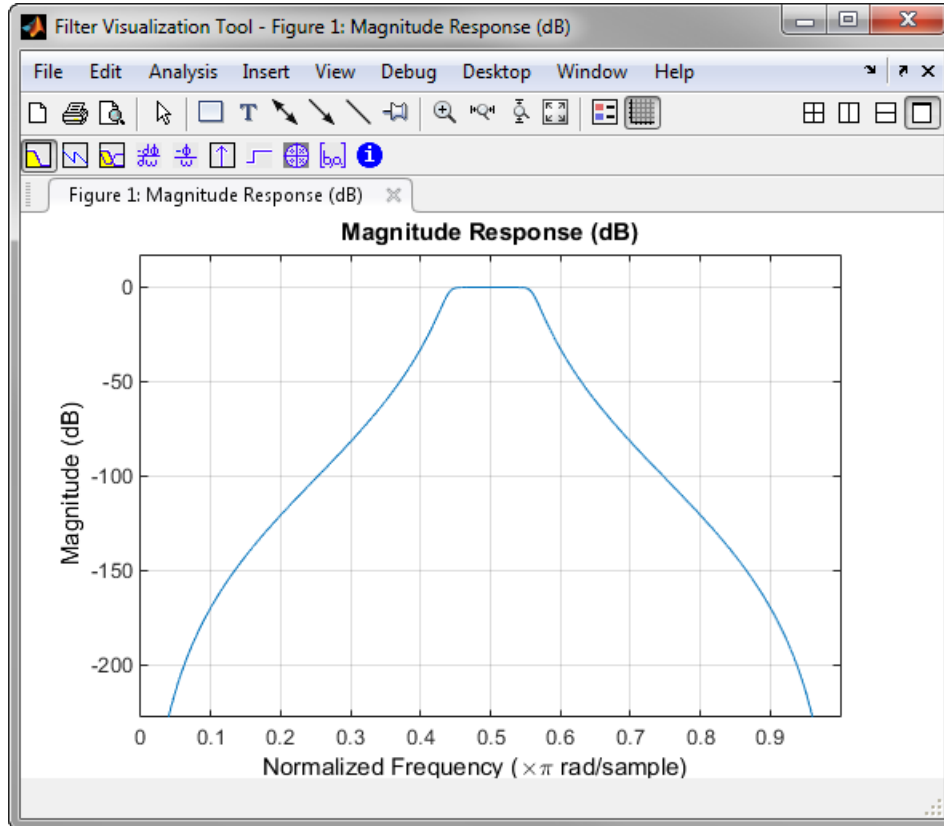 Filter Visualization Tool - Figure 1: Magnitude Response (dB)
File Edit Analysis Insert View Debug Desktop Window Help
Figure 1: Magnitude Response (dB)
Magnitude Response (dB)
Magnitude (dB)
0
-50
-100
-150
-200
0 0.1 0.2 0.3 0.4 0.5 0.6 0.7 0.8 0.9
Normalized Frequency (×π rad/sample)